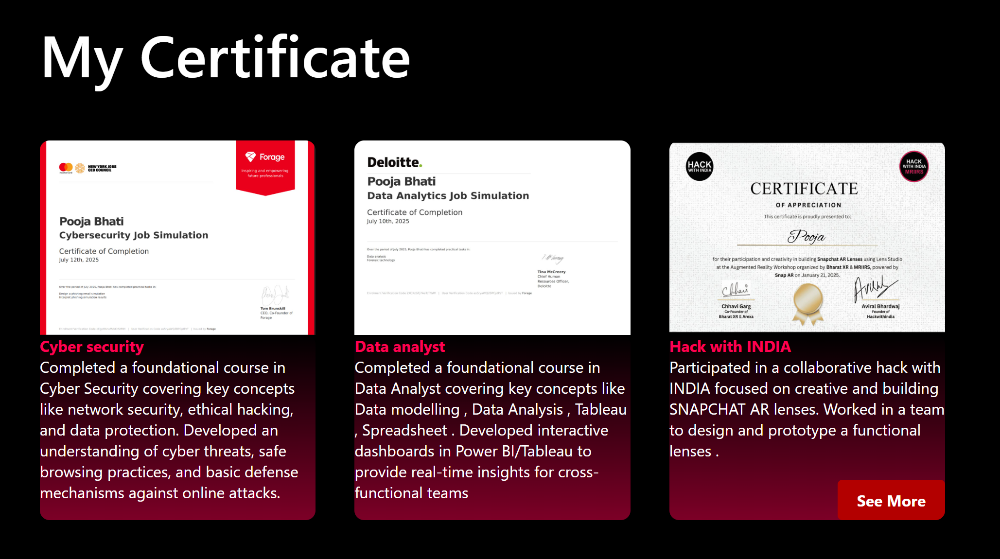 My Certificate
mastercard
NEW YORK JOBS
CEO COUNCIL
Forage
Inspiring and empowering
future professionals
Pooja Bhati
Cybersecurity Job Simulation
Certificate of Completion
July 12th, 2025
Over the period of July 2025, Pooja Bhati has completed practical tasks in:
Design a phishing email simulation
Interpret phishing simulation results
Tom Brunskill
CEO, Co-Founder of
Forage
Enrolment Verification Code | User Verification Code | Issued by Forage
Cyber security
Completed a foundational course in
Cyber Security covering key concepts
like network security, ethical hacking,
and data protection. Developed an
understanding of cyber threats, safe
browsing practices, and basic defense
mechanisms against online attacks.
Deloitte.
Pooja Bhati
Data Analytics Job Simulation
Certificate of Completion
July 10th, 2025
Over the period of July 2025, Pooja Bhati has completed practical tasks in:
Data analysis
Forensic technology
Tina McCreery
Chief Human
Resources Officer,
Deloitte
Enrolment Verification Code | User Verification Code | Issued by Forage
Data analyst
Completed a foundational course in
Data Analyst covering key concepts like
Data modelling , Data Analysis , Tableau
, Spreadsheet . Developed interactive
dashboards in Power BI/Tableau to
provide real-time insights for cross-
functional teams
HACK
WITH INDIA
HACK
WITH INDIA
MRIIRS
CERTIFICATE
OF APPRECIATION
This certificate is proudly presented to:
Pooja
for their participation and creativity in building Snapchat AR Lenses using Lens Studio
at the Augmented Reality Workshop organized by Bharat XR & MRIIRS, powered by
Snap AR on January 21, 2025.
Chhavi
Chhavi Garg
Co-Founder of
Bharat XR & Arexa
Aviral
Aviral Bhardwaj
Founder of
Hackwithindia
Hack with INDIA
Participated in a collaborative hack with
INDIA focused on creative and building
SNAPCHAT AR lenses. Worked in a team
to design and prototype a functional
lenses .
See More